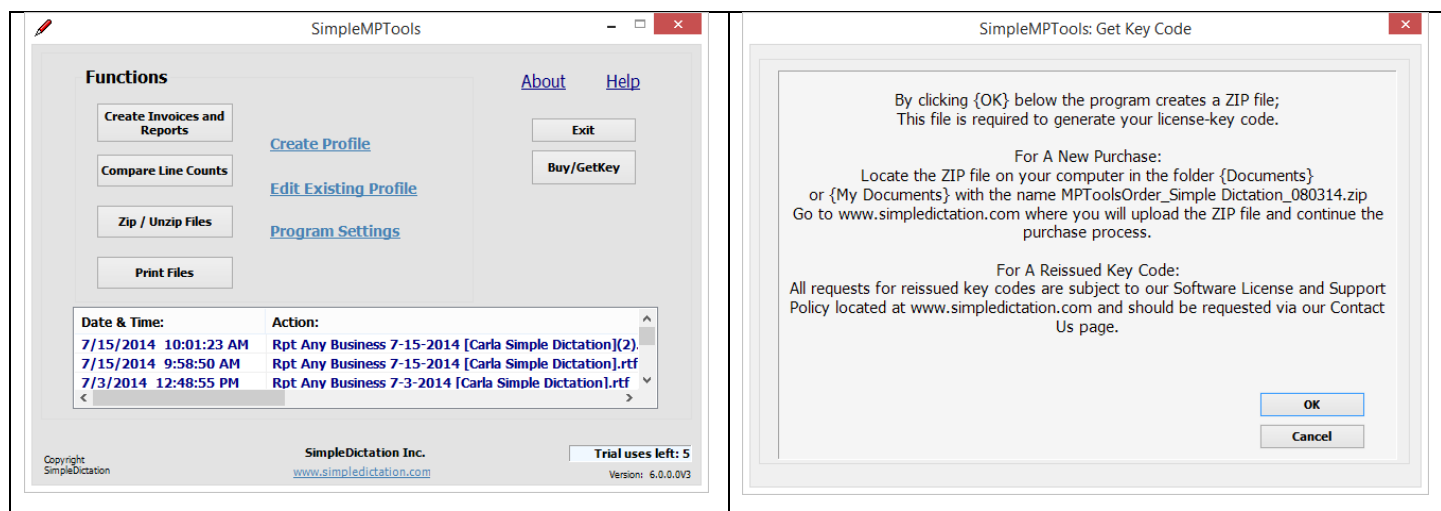 SimpleMPTools
Functions
About Help
Create Invoices and
Reports
Create Profile
Exit
Compare Line Counts
Buy/GetKey
Edit Existing Profile
Zip / Unzip Files
Program Settings
Print Files
Date & Time: Action:
7/15/2014 10:01:23 AM Rpt Any Business 7-15-2014 [Carla Simple Dictation](2).
7/15/2014 9:58:50 AM Rpt Any Business 7-15-2014 [Carla Simple Dictation].rtf
7/3/2014 12:48:55 PM Rpt Any Business 7-3-2014 [Carla Simple Dictation].rtf
Copyright
SimpleDictation
SimpleDictation Inc.
www.simpledictation.com
Trial uses left: 5
Version: 6.0.0.0V3
SimpleMPTools: Get Key Code
By clicking {OK} below the program creates a ZIP file;
This file is required to generate your license-key code.
For A New Purchase:
Locate the ZIP file on your computer in the folder {Documents}
or {My Documents} with the name MPToolsOrder_Simple Dictation_080314.zip
Go to www.simpledictation.com where you will upload the ZIP file and continue the
purchase process.
For A Reissued Key Code:
All requests for reissued key codes are subject to our Software License and Support
Policy located at www.simpledictation.com and should be requested via our Contact
Us page.
OK
Cancel